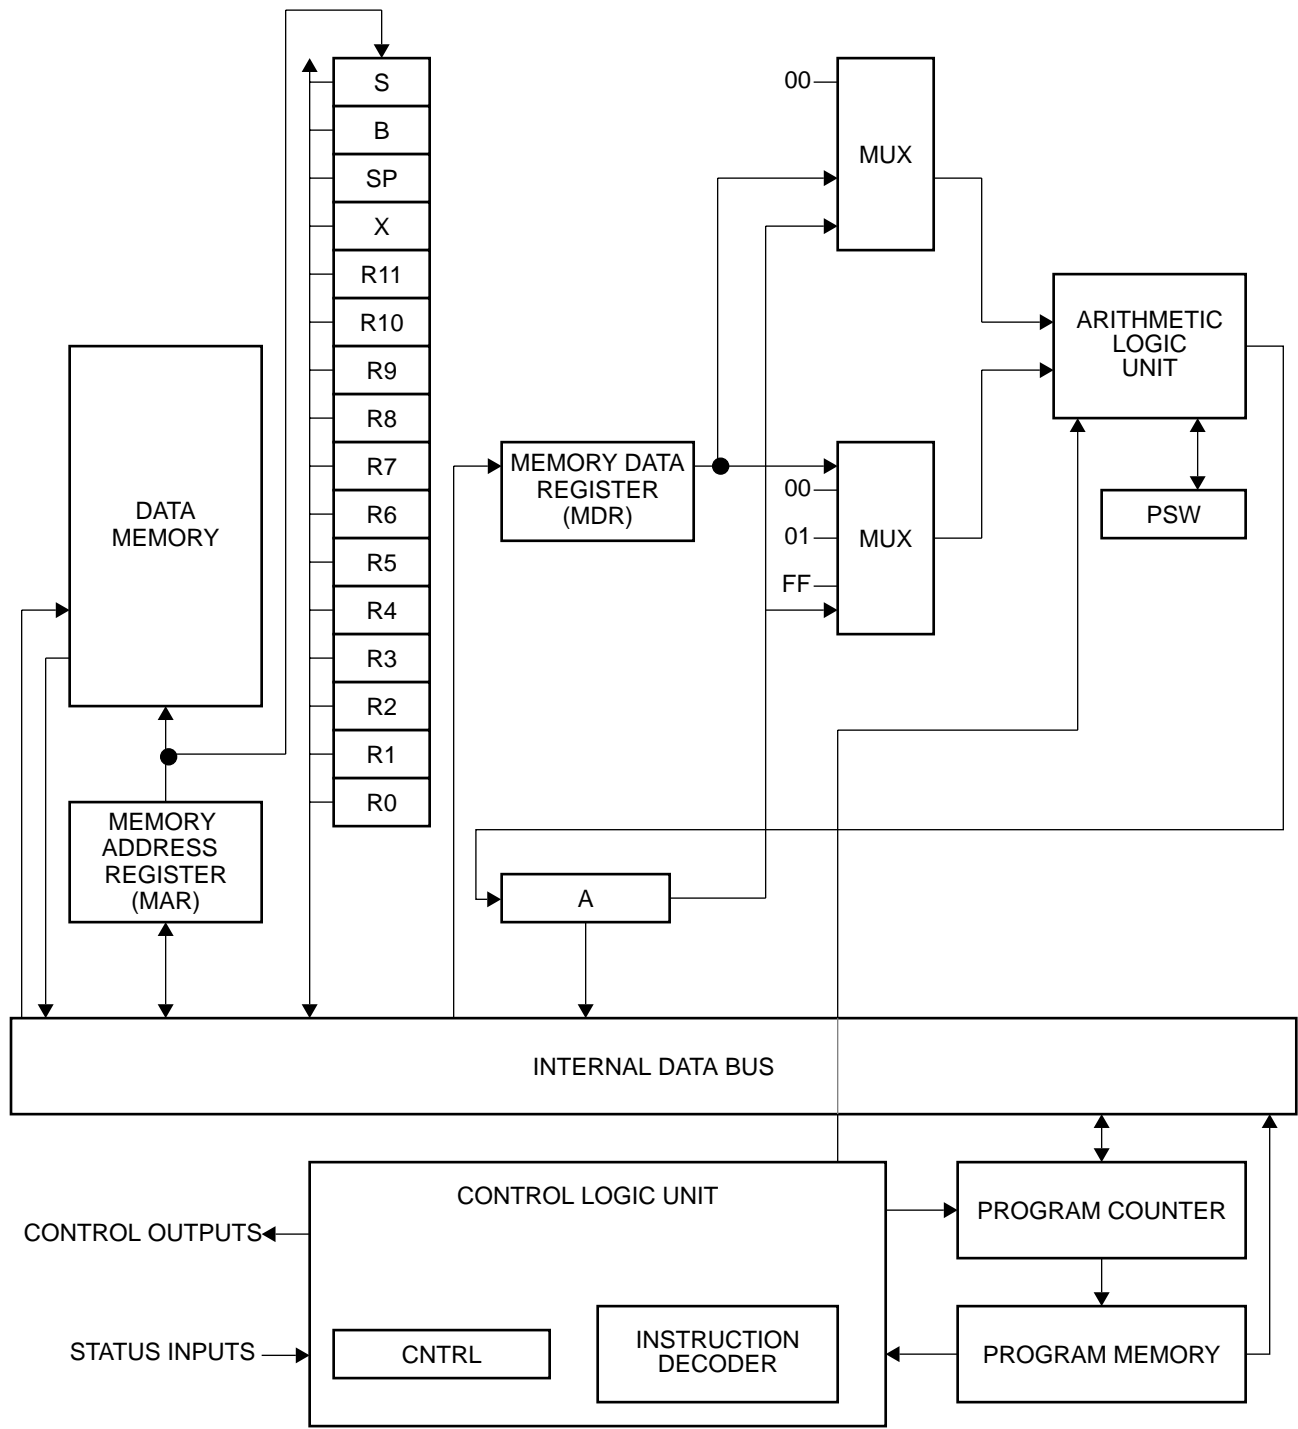 S
B
SP
X
R11
R10
R9
R8
R7
R6
R5
R4
R3
R2
R1
R0
DATA
MEMORY
MEMORY
ADDRESS
REGISTER
(MAR)
MEMORY DATA
REGISTER
(MDR)
00
MUX
00
01
FF
MUX
ARITHMETIC
LOGIC
UNIT
PSW
A
INTERNAL DATA BUS
CONTROL LOGIC UNIT
CONTROL OUTPUTS
STATUS INPUTS
CNTRL
INSTRUCTION
DECODER
PROGRAM COUNTER
PROGRAM MEMORY